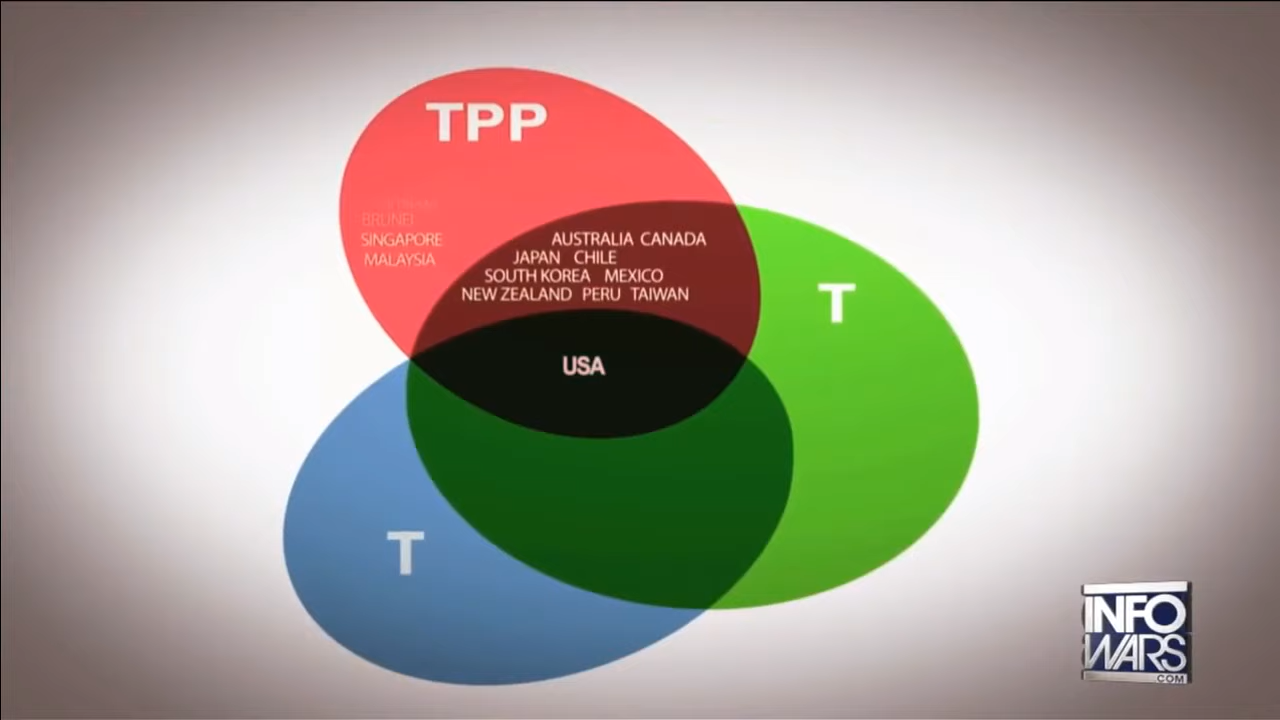 TPP
BRUNEI
SINGAPORE
MALAYSIA
AUSTRALIA CANADA
JAPAN CHILE
SOUTH KOREA MEXICO
NEW ZEALAND PERU TAIWAN
T
USA
T
INFO
WARS
.COM